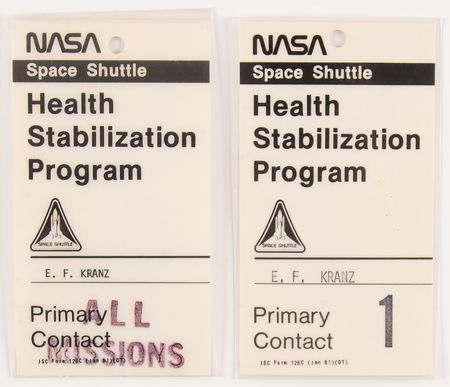 NASA
Space Shuttle
Health
Stabilization
Program
SPACE SHUTTLE
E. F. KRANZ
Primary
Contact
ALL
MISSIONS
JSC Form 126C (Jan 81)(OT)
NASA
Space Shuttle
Health
Stabilization
Program
SPACE SHUTTLE
E. F. KRANZ
Primary
Contact
1
JSC Form 126C (Jan 81)(OT)